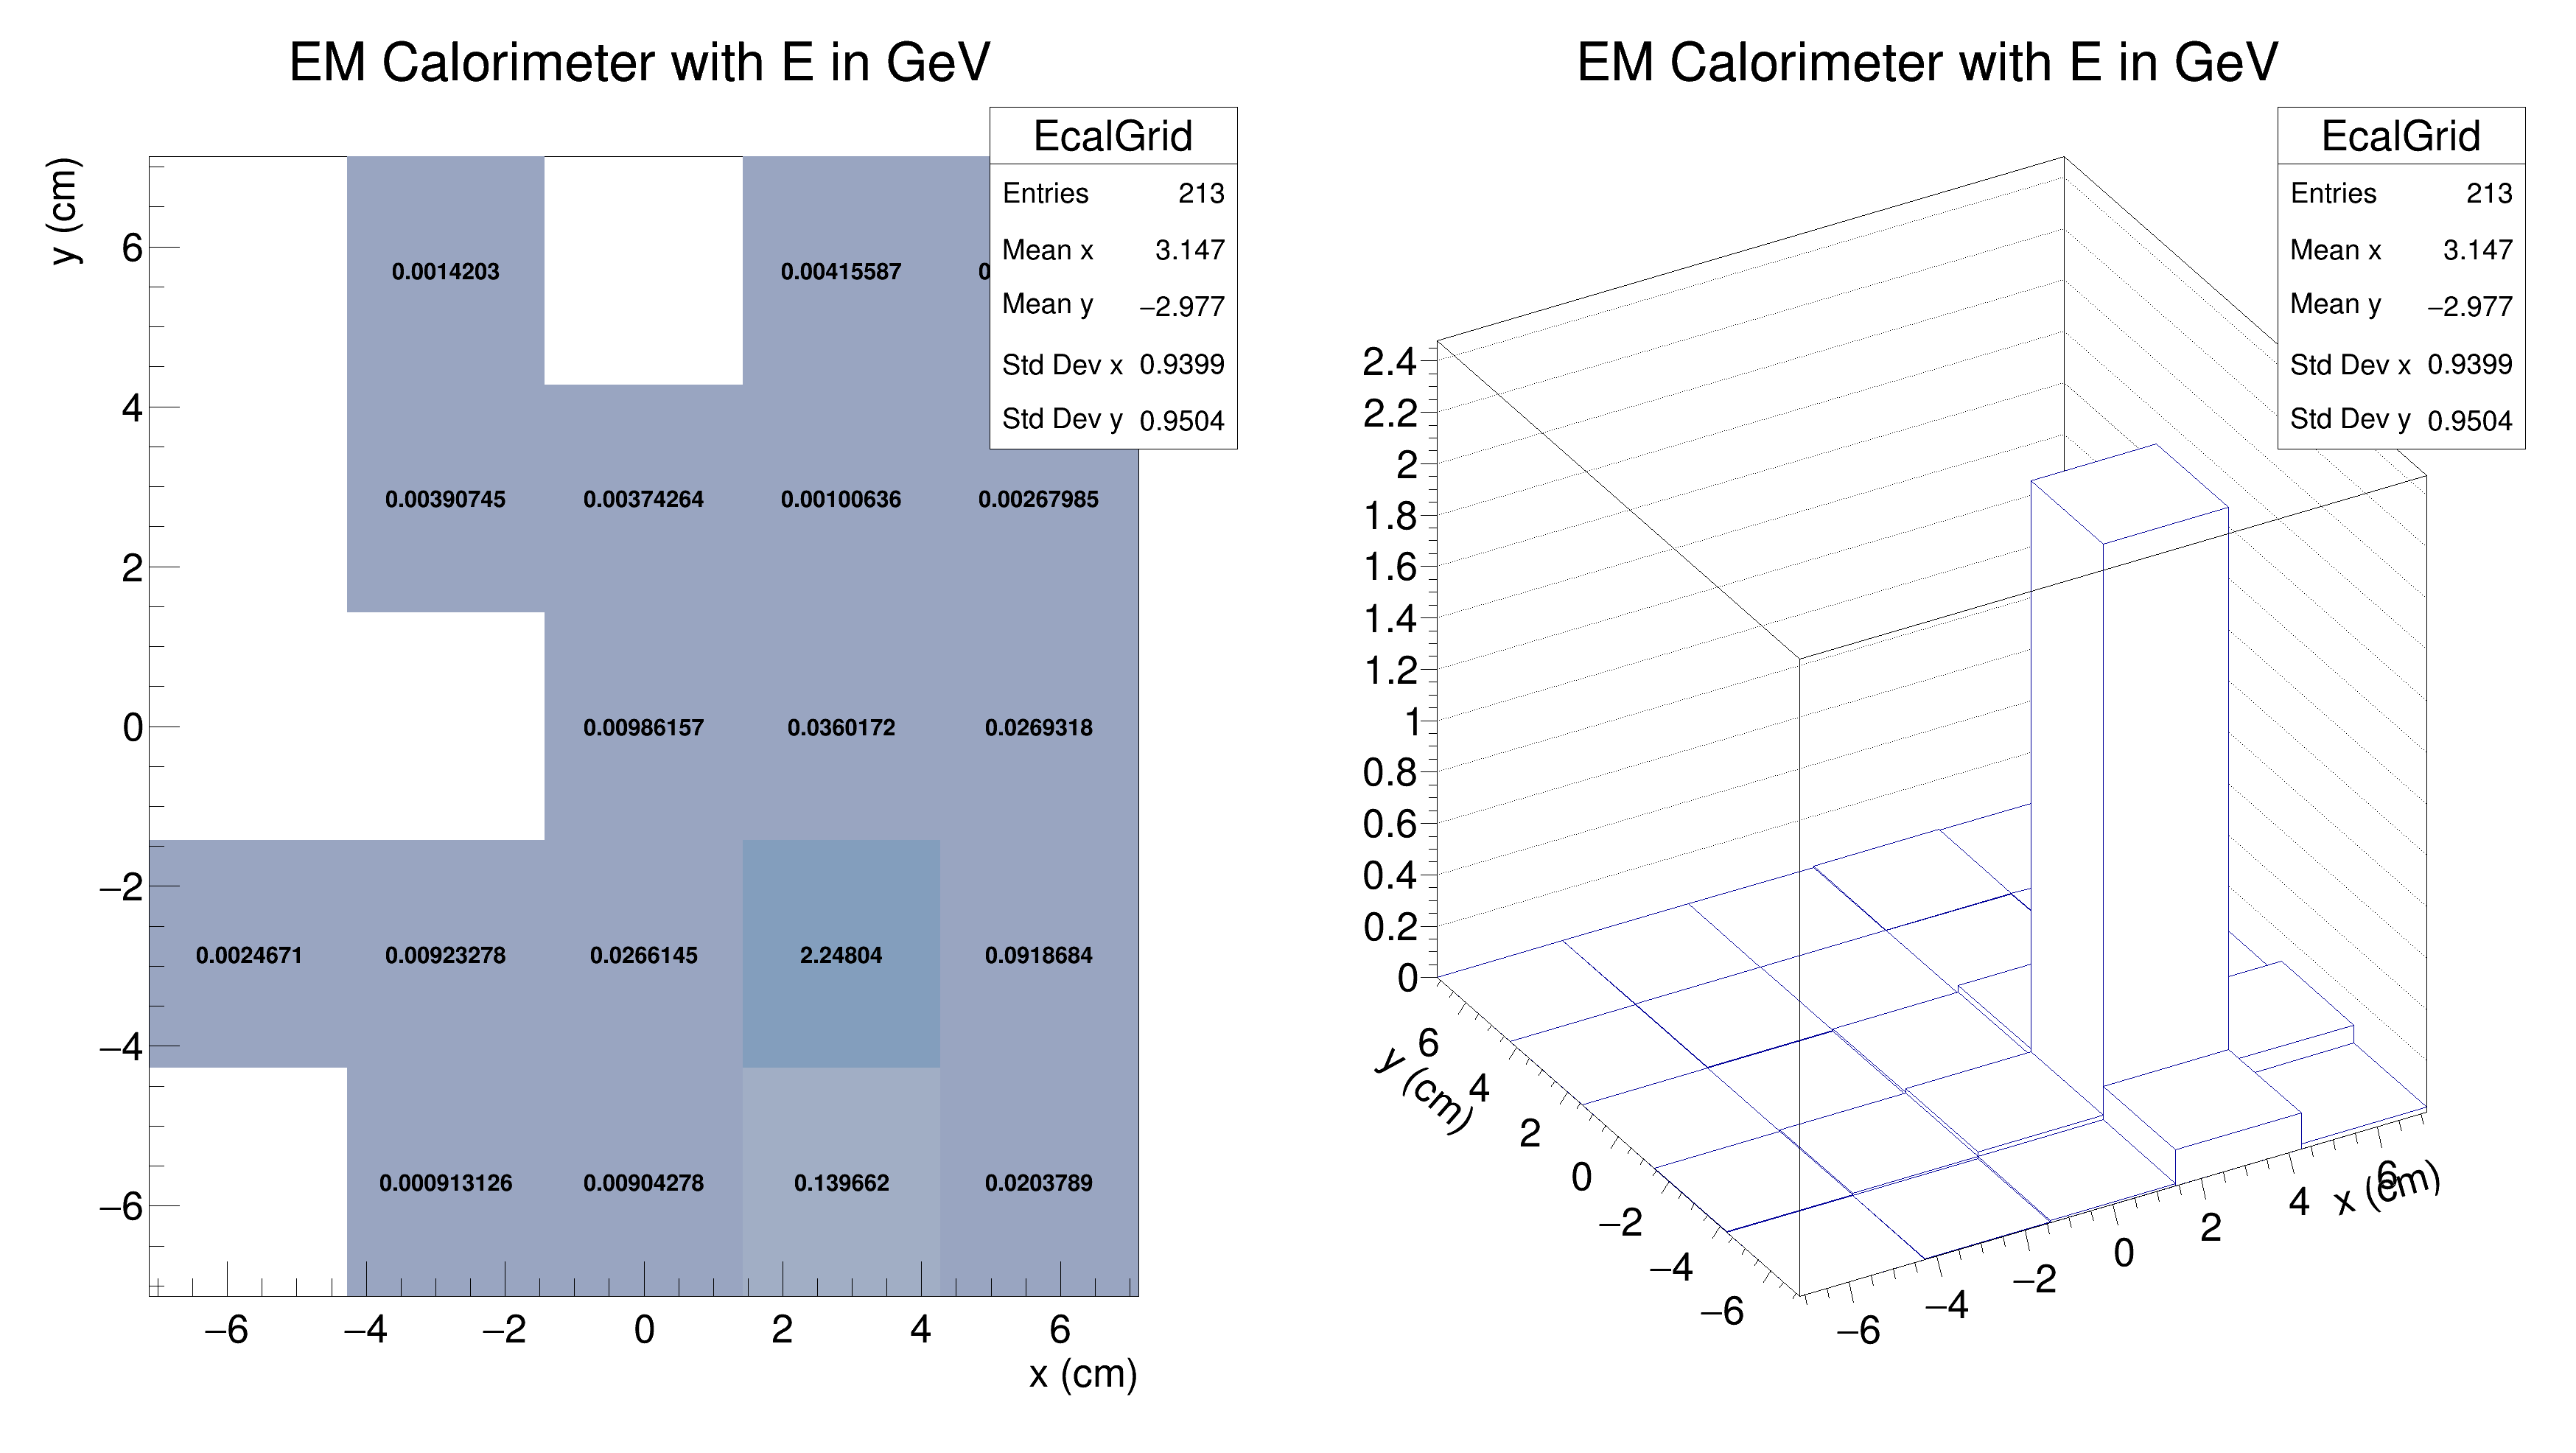 EM Calorimeter with E in GeV
EcalGrid
Entries 213
Mean x 3.147
Mean y −2.977
Std Dev x 0.9399
Std Dev y 0.9504
y (cm)
6
4
2
0
−2
−4
−6
0.0014203 0.00415587 0
0.00390745 0.00374264 0.00100636 0.00267985
0.00986157 0.0360172 0.0269318
0.0024671 0.00923278 0.0266145 2.24804 0.0918684
0.000913126 0.00904278 0.139662 0.0203789
−6 −4 −2 0 2 4 6
x (cm)
EM Calorimeter with E in GeV
EcalGrid
Entries 213
Mean x 3.147
Mean y −2.977
Std Dev x 0.9399
Std Dev y 0.9504
2.4
2.2
2
1.8
1.6
1.4
1.2
1
0.8
0.6
0.4
0.2
0
y (cm)
6
4
2
0
−2
−4
−6
−6 −4 −2 0 2 4 6
x (cm)